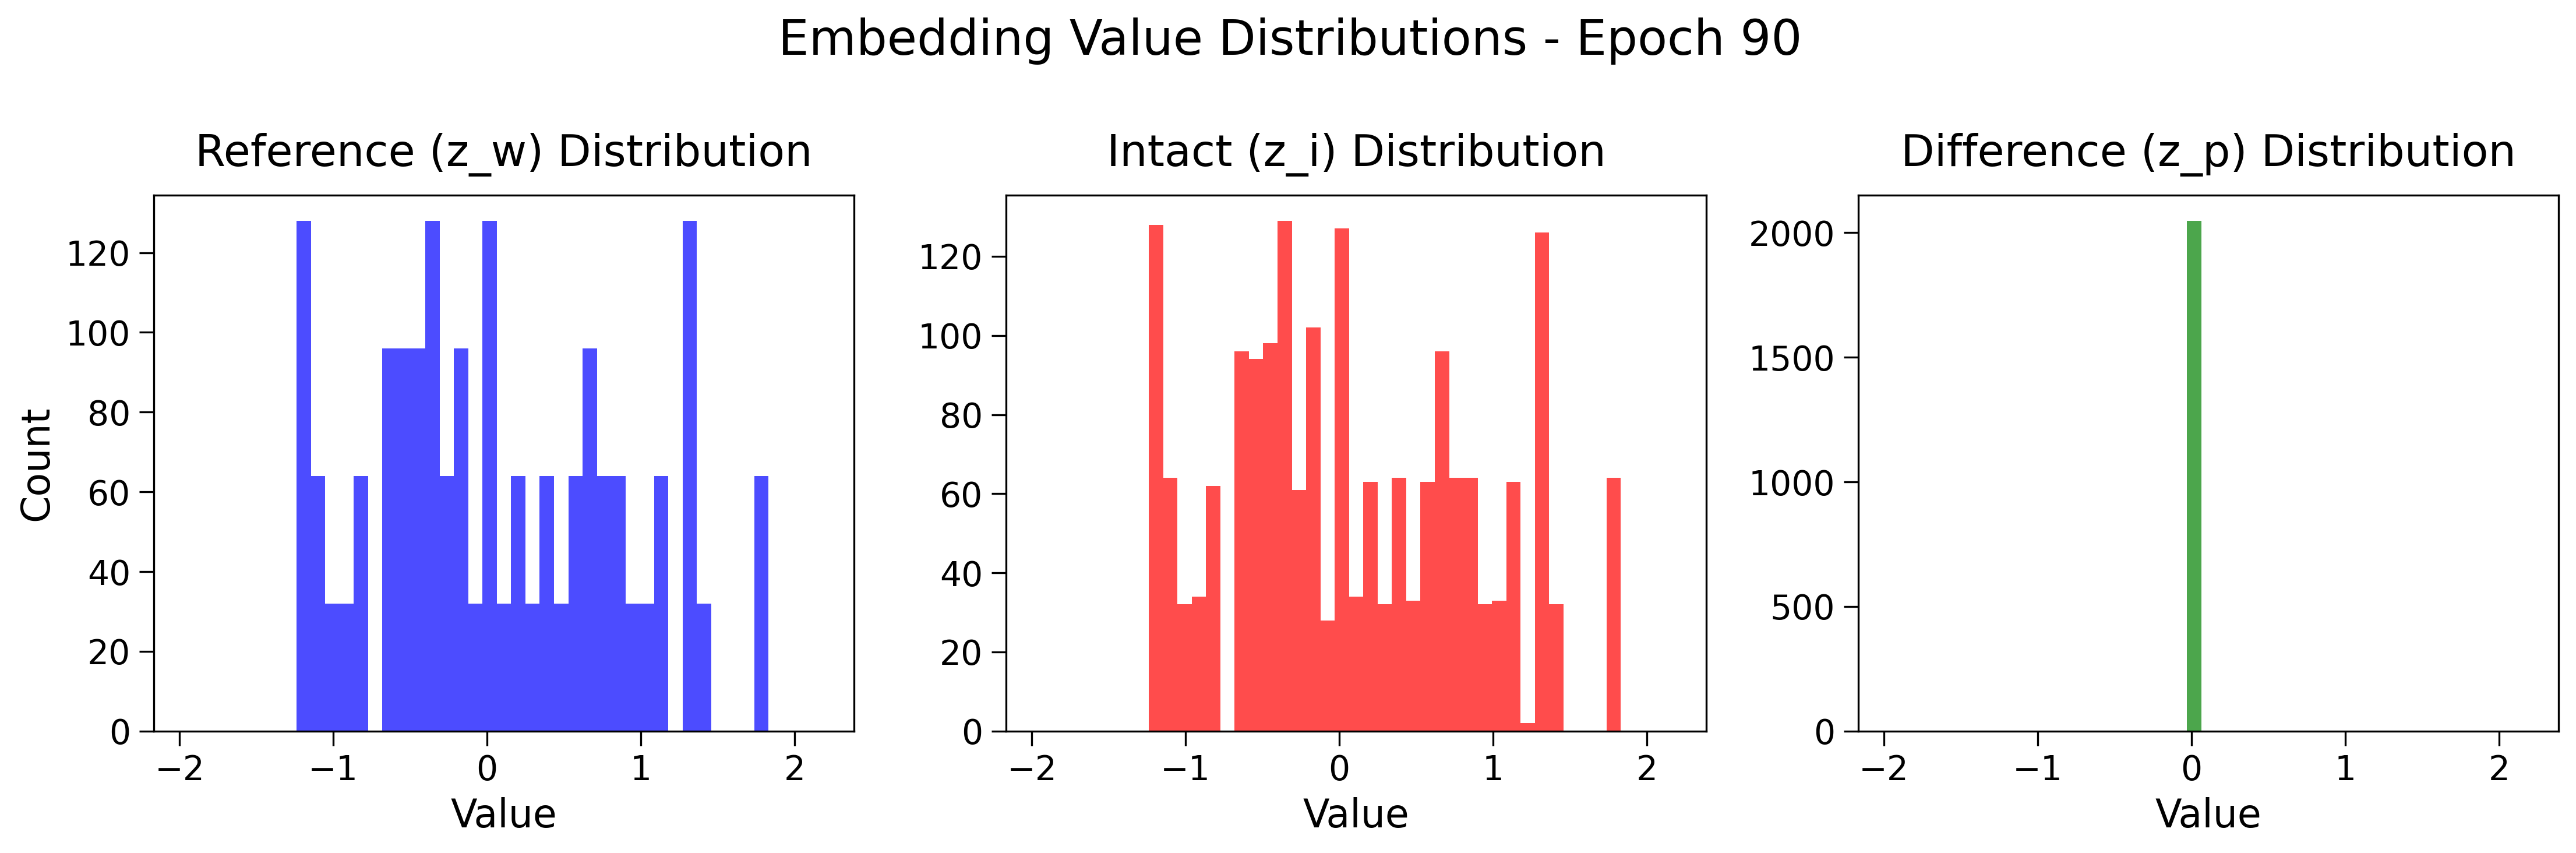 Embedding Value Distributions - Epoch 90
Reference (z_w) Distribution
Count
120
100
80
60
40
20
0
−2 −1 0 1 2
Value
Intact (z_i) Distribution
120
100
80
60
40
20
0
−2 −1 0 1 2
Value
Difference (z_p) Distribution
2000
1500
1000
500
0
−2 −1 0 1 2
Value